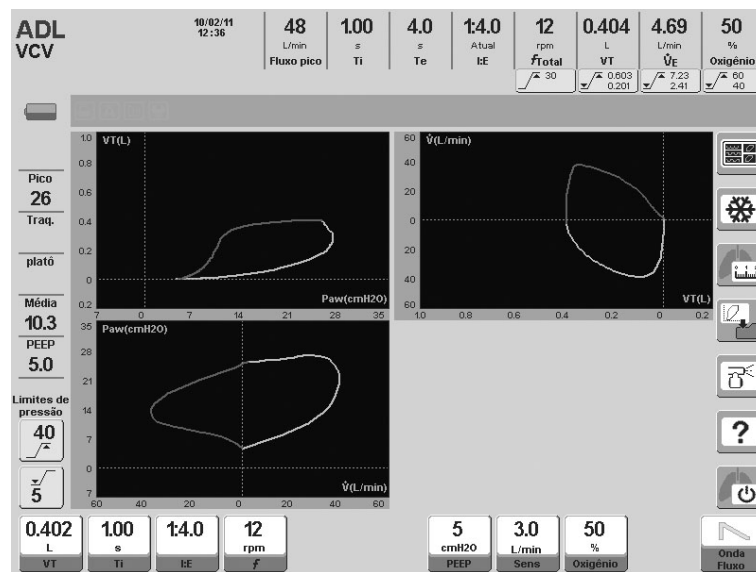 ADL
VCV
10/02/11
12:36
48
L/min
Fluxo pico
1.00
s
Ti
4.0
s
Te
1:4.0
Atual
I:E
12
rpm
fTotal
30
0.404
L
VT
0.603
0.201
4.69
L/min
V̇E
7.23
2.41
50
%
Oxigênio
60
40
Pico
26
Traq.
platô
Média
10.3
PEEP
5.0
Limites de
pressão
40
5
VT(L)
1.0
0.8
0.6
0.4
0.2
0
0.2
Paw(cmH2O)
7 0 7 14 21 28 35
V̇(L/min)
60
40
20
0
20
40
60
VT(L)
1.0 0.8 0.6 0.4 0.2 0 0.2
Paw(cmH2O)
35
28
21
14
7
0
7
V̇(L/min)
60 40 20 0 20 40 60
?
0.402
L
VT
1.00
s
Ti
1:4.0
I:E
12
rpm
f
5
cmH2O
PEEP
3.0
L/min
Sens
50
%
Oxigênio
Onda
Fluxo